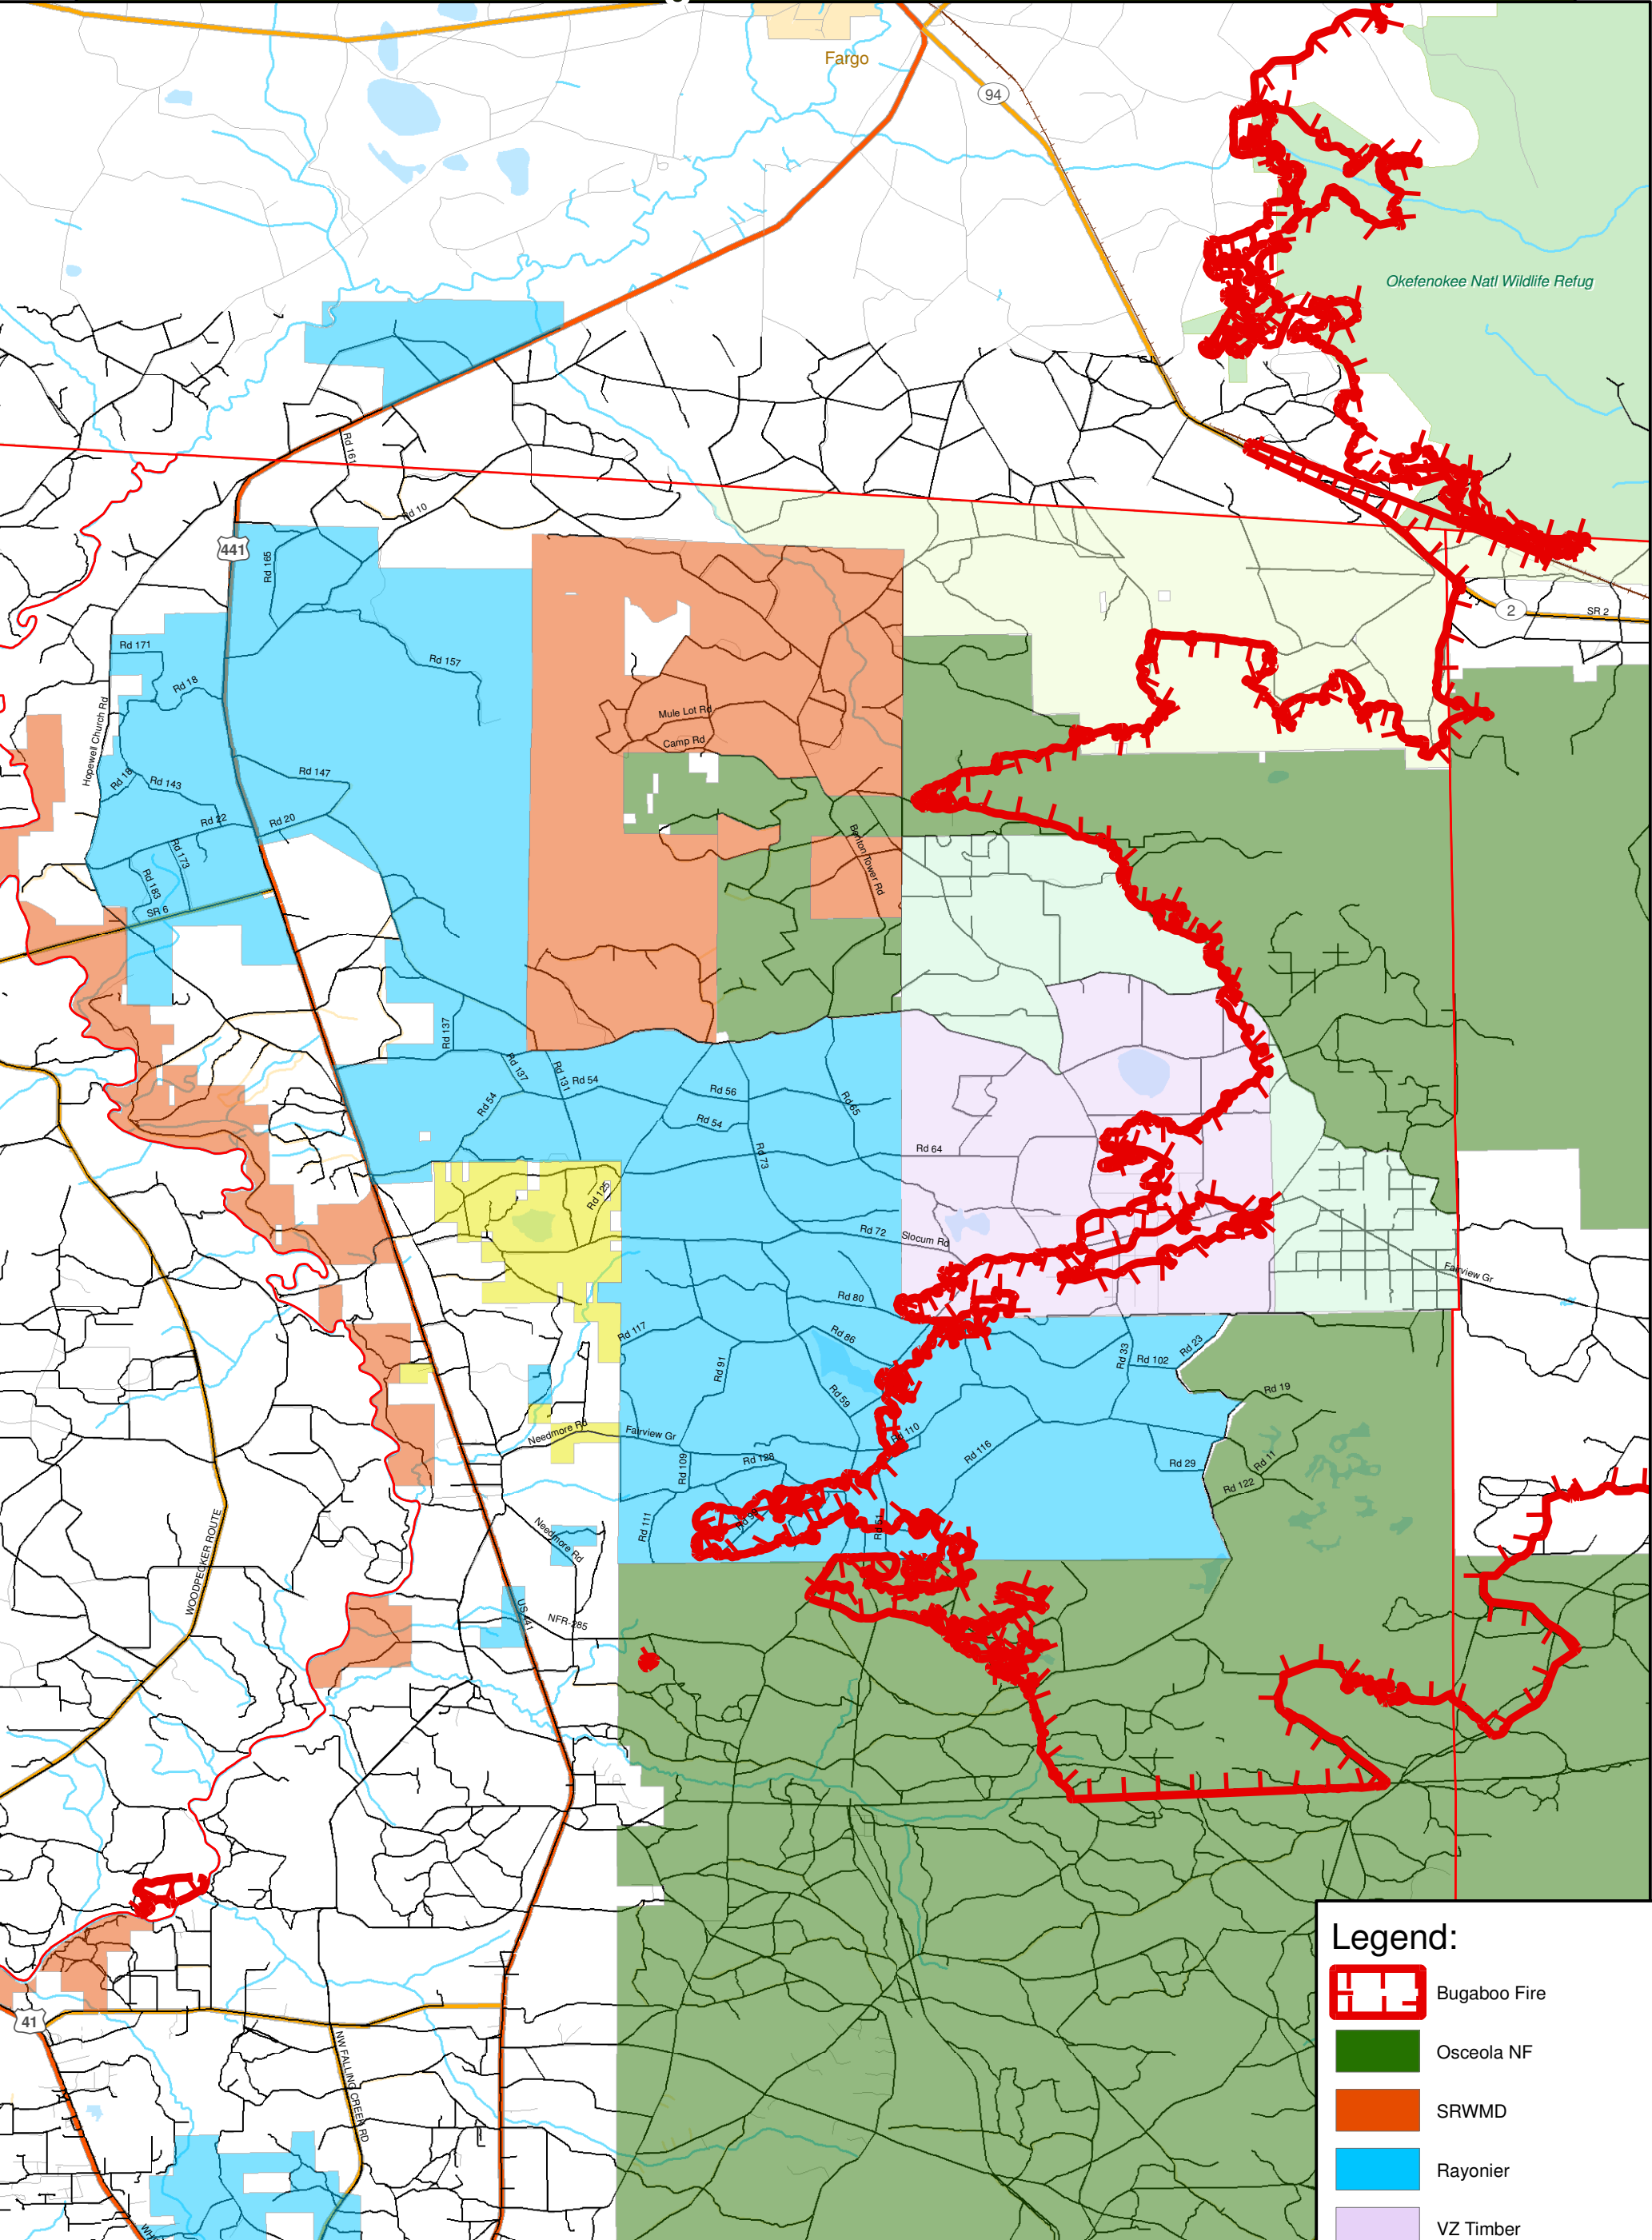 Fargo
94
Okefenokee Natl Wildlife Refug
Rd 161
Rd 10
441
Rd 165
2
SR 2
Rd 171
Rd 157
Rd 18
Hopewell Church Rd
Mule Lot Rd
Camp Rd
Rd 18
Rd 143
Rd 147
Rd 22
Rd 20
Rd 173
Benton Tower Rd
Rd 183
SR 6
Rd 137
Rd 137
Rd 131
Rd 54
Rd 56
Rd 65
Rd 54
Rd 54
Rd 73
Rd 64
Rd 125
Rd 72
Slocum Rd
Fairview Gr
Rd 80
Rd 117
Rd 86
Rd 33
Rd 23
Rd 102
Rd 91
Rd 59
Rd 19
Needmore Rd
Fairview Gr
Rd 110
Rd 116
Rd 109
Rd 128
Rd 29
Rd 11
Rd 122
Rd 111
Rd 51
Needmore Rd
WOODPECKER ROUTE
US 441
NFR-285
41
NW FALLING CREEK RD
Legend:
Bugaboo Fire
Osceola NF
SRWMD
Rayonier
VZ Timber